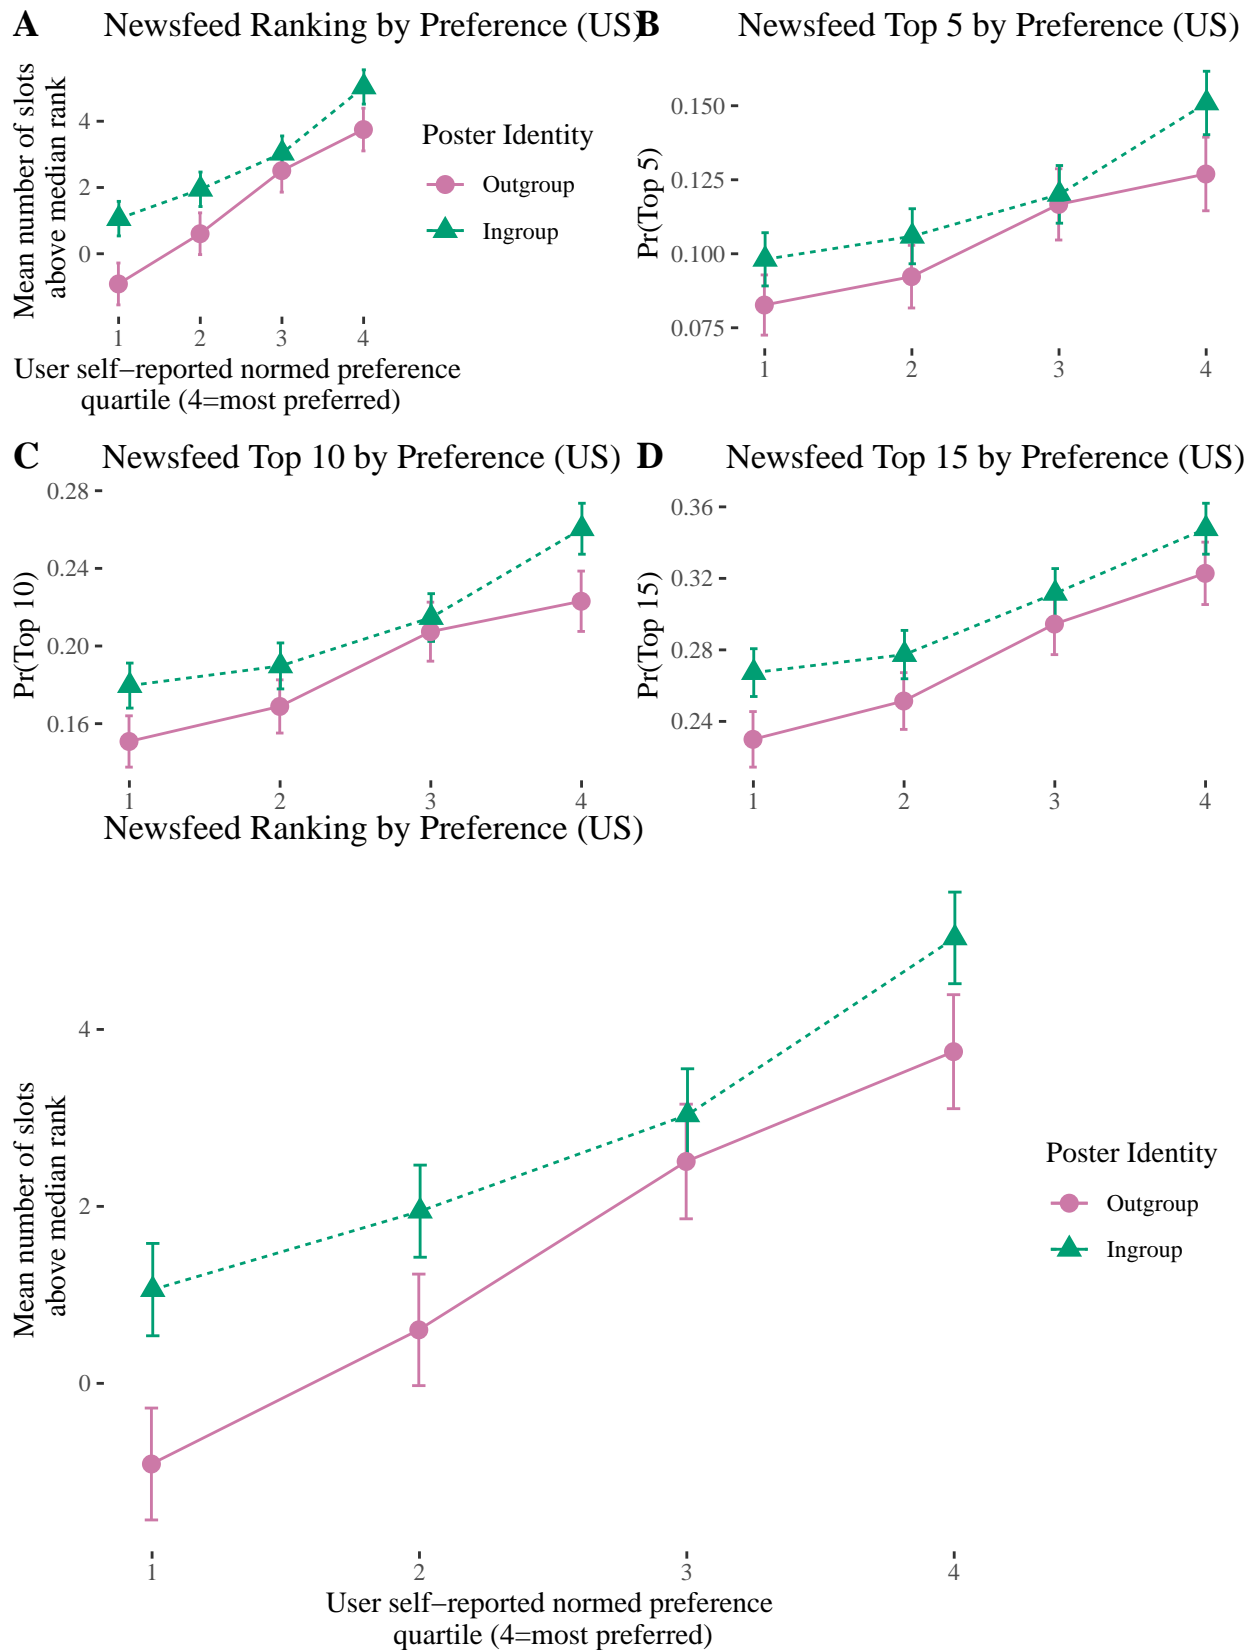 A Newsfeed Ranking by Preference (US)
Mean number of slots
above median rank
4
2
0
1 2 3 4
User self−reported normed preference
quartile (4=most preferred)
Poster Identity
Outgroup
Ingroup
B Newsfeed Top 5 by Preference (US)
Pr(Top 5)
0.150
0.125
0.100
0.075
1 2 3 4
C Newsfeed Top 10 by Preference (US)
Pr(Top 10)
0.28
0.24
0.20
0.16
1 2 3 4
D Newsfeed Top 15 by Preference (US)
Pr(Top 15)
0.36
0.32
0.28
0.24
1 2 3 4
Newsfeed Ranking by Preference (US)
Mean number of slots
above median rank
4
2
0
1 2 3 4
User self−reported normed preference
quartile (4=most preferred)
Poster Identity
Outgroup
Ingroup